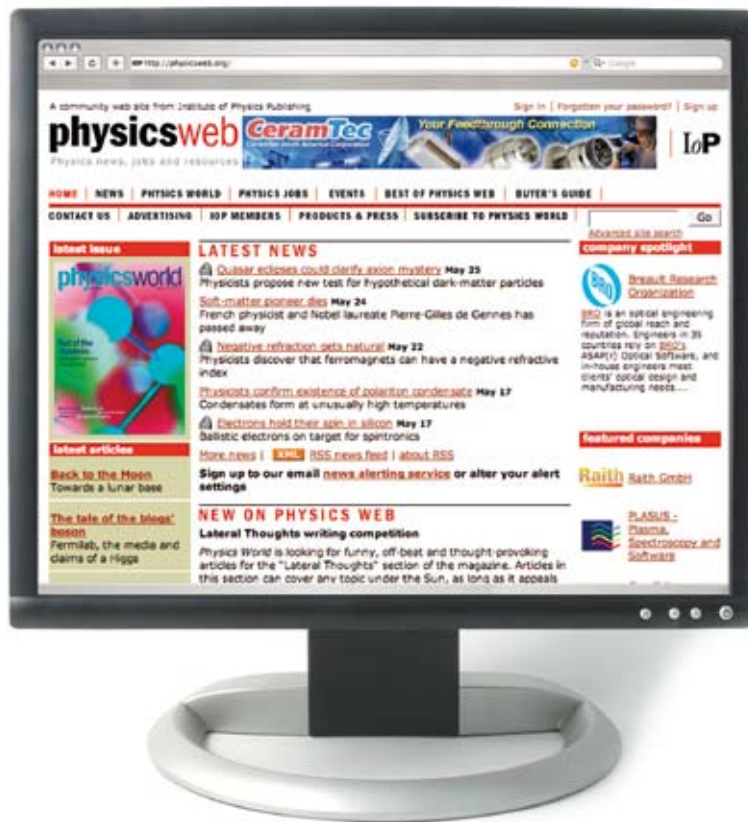 http://physicsweb.org/
Google
A community web site from Institute of Physics Publishing
Sign in | Forgotten your password? | Sign up
physicsweb
Physics news, jobs and resources
CeramTec
Your Feedthrough Connection
IoP
HOME | NEWS | PHYSICS WORLD | PHYSICS JOBS | EVENTS | BEST OF PHYSICS WEB | BUYER'S GUIDE |
CONTACT US | ADVERTISING | IOP MEMBERS | PRODUCTS & PRESS | SUBSCRIBE TO PHYSICS WORLD |
Go
Advanced site search
latest issue
physicsworld
latest articles
Back to the Moon
Towards a lunar base
The tale of the blogs'
boson
Fermilab, the media and
claims of a Higgs
LATEST NEWS
Quasar eclipses could clarify axion mystery May 25
Physicists propose new test for hypothetical dark-matter particles
Soft-matter pioneer dies May 24
French physicist and Nobel laureate Pierre-Gilles de Gennes has
passed away
Negative refraction gets natural May 22
Physicists discover that ferromagnets can have a negative refractive
index
Physicists confirm existence of polariton condensate May 17
Condensates form at unusually high temperatures
Electrons hold their spin in silicon May 17
Ballistic electrons on target for spintronics
More news | XML RSS news feed | about RSS
Sign up to our email news alerting service or alter your alert
settings
NEW ON PHYSICS WEB
Lateral Thoughts writing competition
Physics World is looking for funny, off-beat and thought-provoking
articles for the "Lateral Thoughts" section of the magazine. Articles in
this section can cover any topic under the Sun, as long as it appeals
company spotlight
BRO
Breault Research
Organization
BRO is an optical engineering
firm of global reach and
reputation. Engineers in 35
countries rely on BRO's
ASAP(r) Optical Software, and
in-house engineers meet
clients' optical design and
manufacturing needs....
featured companies
Raith Raith GmbH
PLASUS -
Plasma,
Spectroscopy and
Software